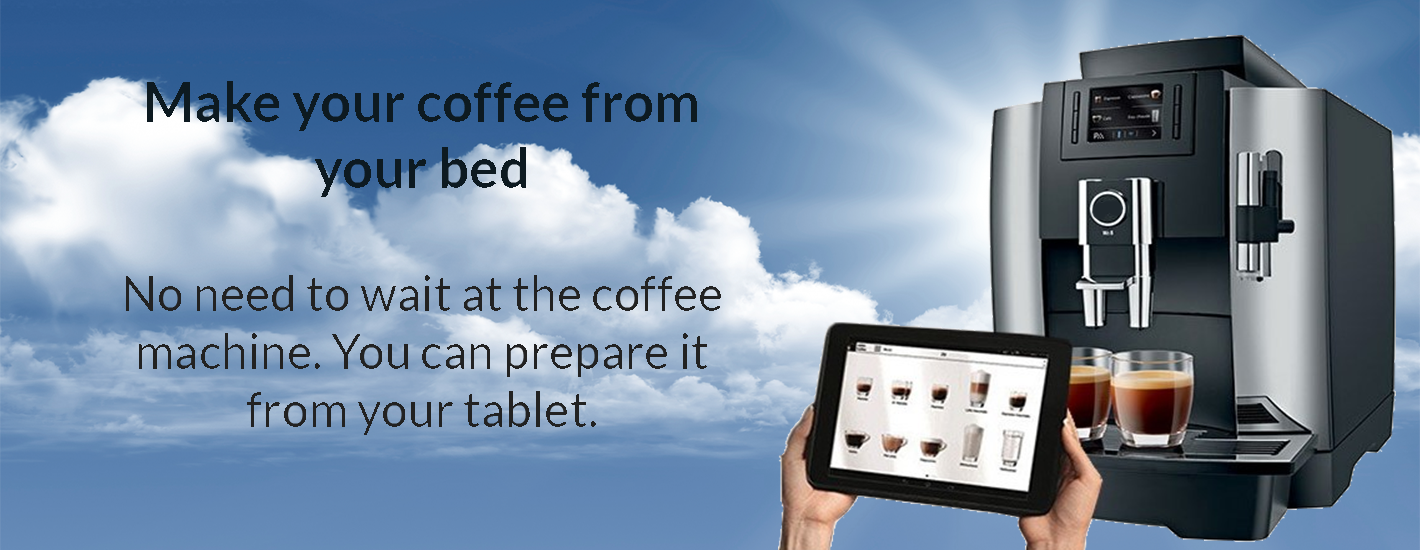 Make your coffee from
your bed
No need to wait at the coffee
machine. You can prepare it
from your tablet.